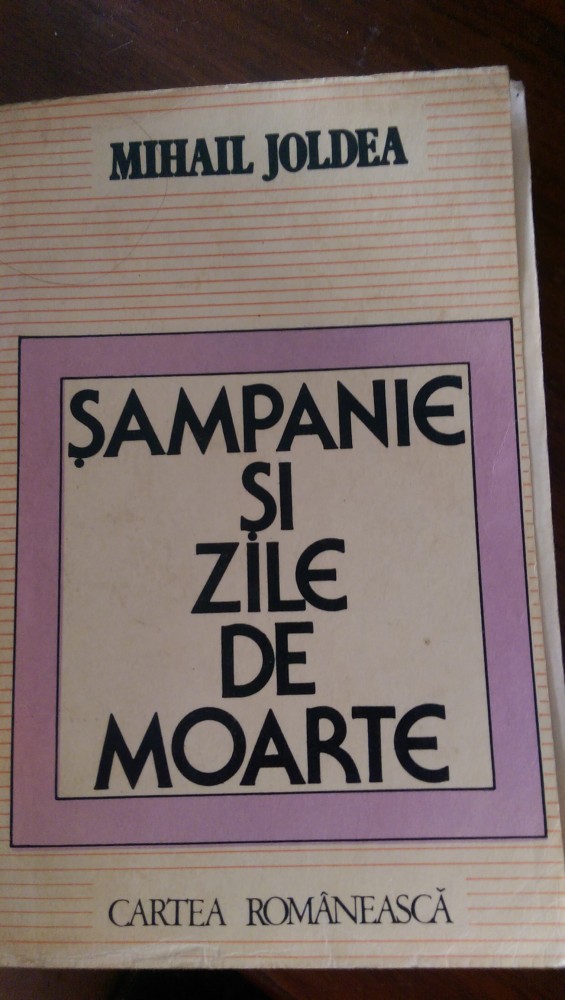 MIHAIL JOLDEA
ŞAMPANIE
ŞI
ZILE
DE
MOARTE
CARTEA ROMÂNEASCĂ